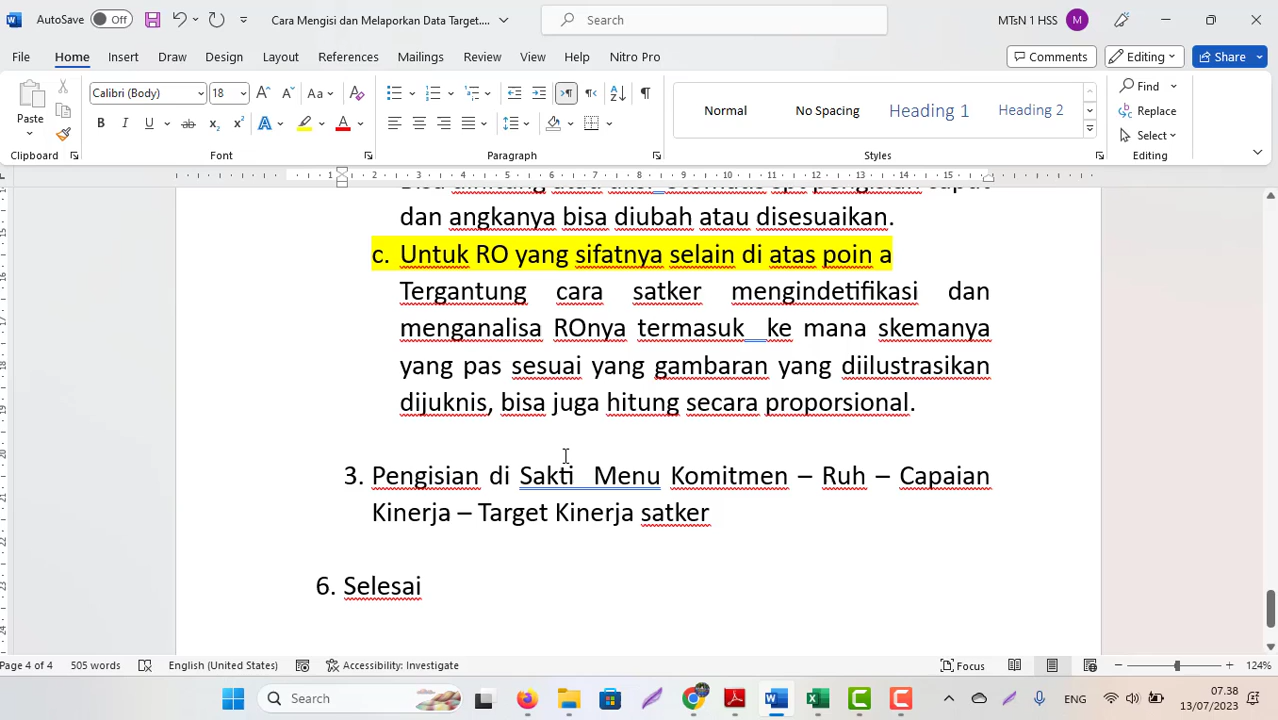 AutoSave Off Cara Mengisi dan Melaporkan Data Target.... Search MTsN 1 HSS M
File Home Insert Draw Design Layout References Mailings Review View Help Nitro Pro Comments Editing Share
Paste Calibri (Body) 18 Normal No Spacing Heading 1 Heading 2 Find Replace Select
Clipboard Font Paragraph Styles Editing
dan angkanya bisa diubah atau disesuaikan.
c. Untuk RO yang sifatnya selain di atas poin a
Tergantung cara satker mengindetifikasi dan
menganalisa ROnya termasuk ke mana skemanya
yang pas sesuai yang gambaran yang diilustrasikan
dijuknis, bisa juga hitung secara proporsional.
3. Pengisian di Sakti Menu Komitmen – Ruh – Capaian
Kinerja – Target Kinerja satker
6. Selesai
Page 4 of 4 505 words English (United States) Accessibility: Investigate Focus 124%
Search ENG 07.38
13/07/2023